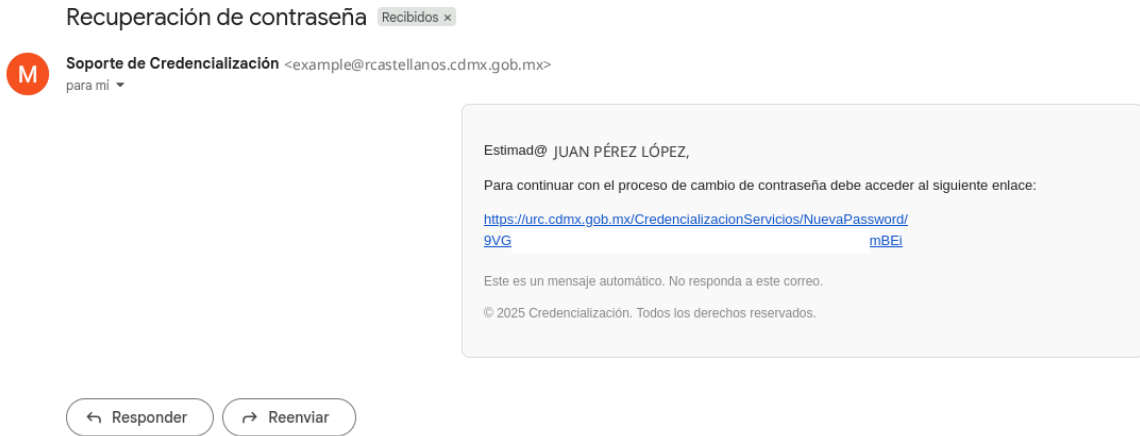 Recuperación de contraseña Recibidos ×
M
Soporte de Credencialización <example@rcastellanos.cdmx.gob.mx>
para mí
Estimad@ JUAN PÉREZ LÓPEZ,
Para continuar con el proceso de cambio de contraseña debe acceder al siguiente enlace:
https://urc.cdmx.gob.mx/CredencializacionServicios/NuevaPassword/
9VG mBEi
Este es un mensaje automático. No responda a este correo.
© 2025 Credencialización. Todos los derechos reservados.
Responder Reenviar